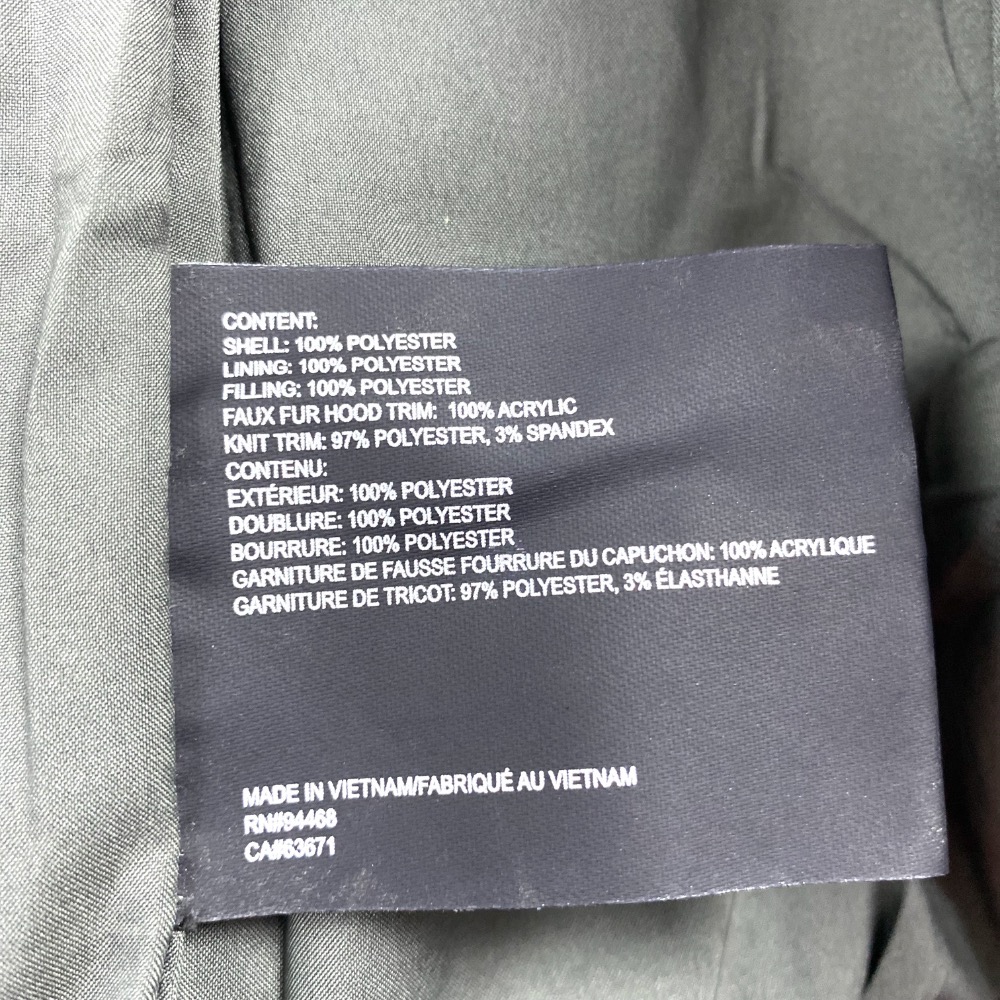 CONTENT:
SHELL: 100% POLYESTER
LINING: 100% POLYESTER
FILLING: 100% POLYESTER
FAUX FUR HOOD TRIM: 100% ACRYLIC
KNIT TRIM: 97% POLYESTER, 3% SPANDEX
CONTENU:
EXTÉRIEUR: 100% POLYESTER
DOUBLURE: 100% POLYESTER
BOURRURE: 100% POLYESTER
GARNITURE DE FAUSSE FOURRURE DU CAPUCHON: 100% ACRYLIQUE
GARNITURE DE TRICOT: 97% POLYESTER, 3% ÉLASTHANNE
MADE IN VIETNAM/FABRIQUÉ AU VIETNAM
RN#94468
CA#63671